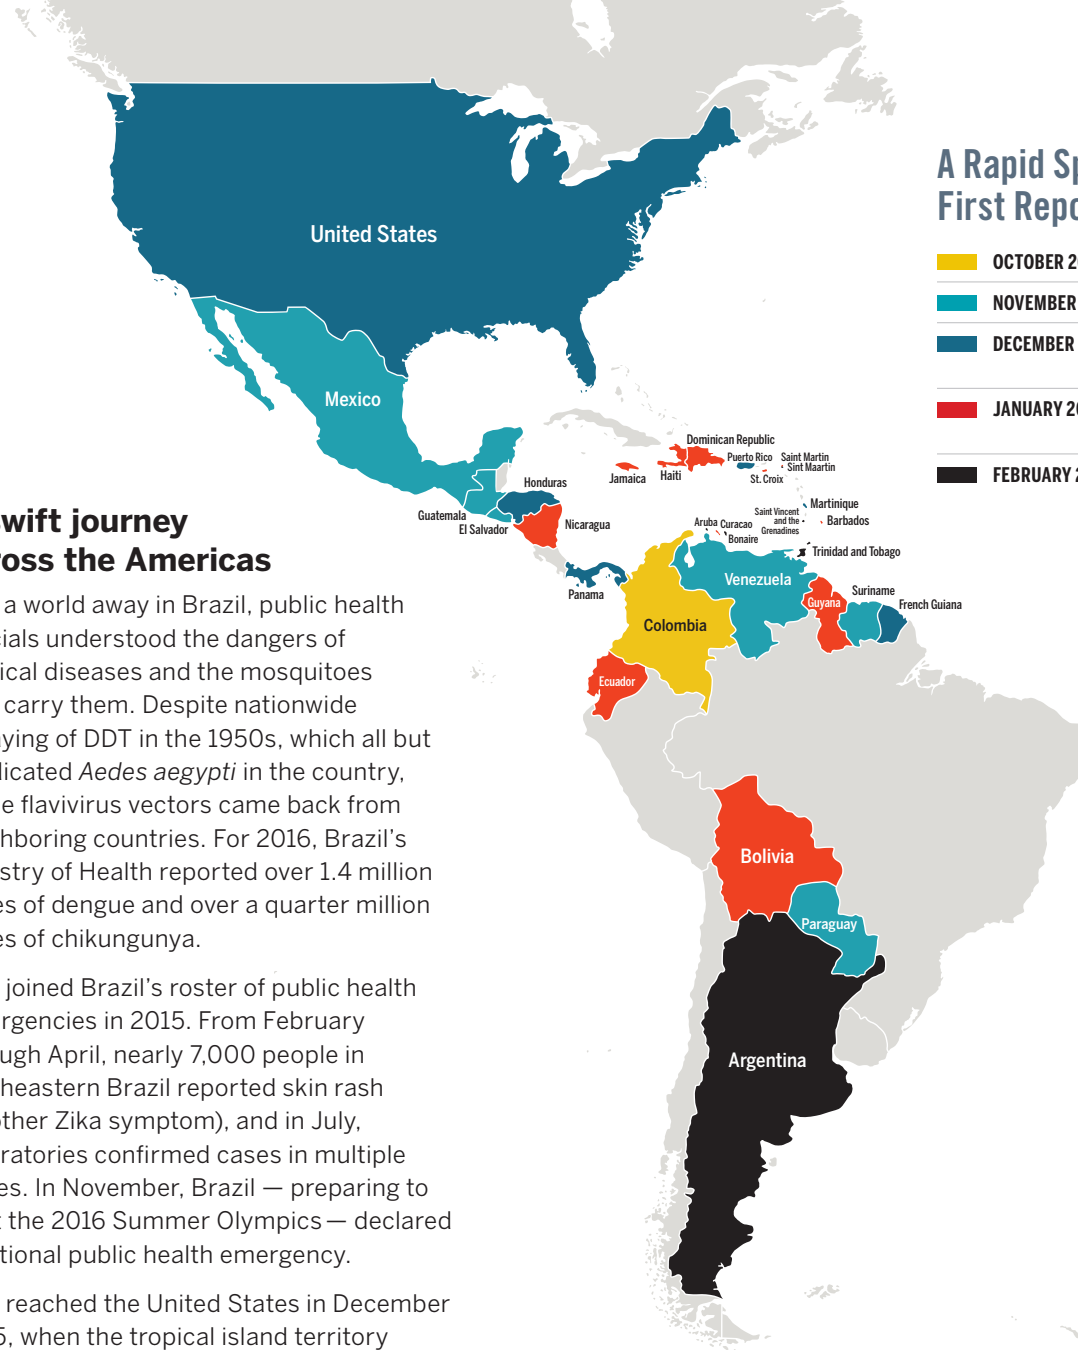 United States
Mexico
Dominican Republic
Puerto Rico
Saint Martin
Sint Maartin
Jamaica
Haiti
St. Croix
Honduras
Guatemala
El Salvador
Nicaragua
Panama
Martinique
Saint Vincent
and the
Grenadines
Barbados
Aruba
Curacao
Bonaire
Trinidad and Tobago
Venezuela
Colombia
Guyana
Suriname
French Guiana
Ecuador
Bolivia
Paraguay
Argentina
A Rapid Sp
First Repo
OCTOBER 2
NOVEMBER
DECEMBER
JANUARY 20
FEBRUARY 2
swift journey
ross the Americas
a world away in Brazil, public health
cials understood the dangers of
ical diseases and the mosquitoes
carry them. Despite nationwide
aying of DDT in the 1950s, which all but
licated Aedes aegypti in the country,
e flavivirus vectors came back from
hboring countries. For 2016, Brazil’s
stry of Health reported over 1.4 million
es of dengue and over a quarter million
es of chikungunya.
joined Brazil’s roster of public health
rgencies in 2015. From February
ugh April, nearly 7,000 people in
heastern Brazil reported skin rash
other Zika symptom), and in July,
ratories confirmed cases in multiple
es. In November, Brazil — preparing to
t the 2016 Summer Olympics — declared
tional public health emergency.
reached the United States in December
5, when the tropical island territory